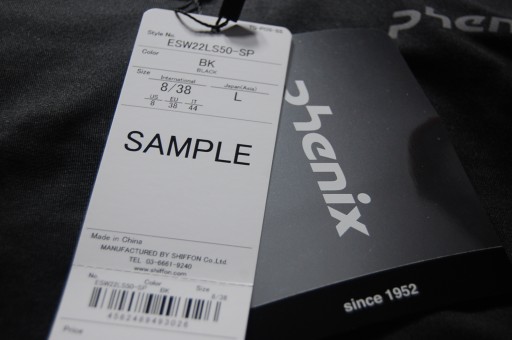 Style No
ESW22LS50-SP
Color
BK
BLACK
Size
International
Japan(Asia)
8/38
L
US EU IT
8 38 44
SAMPLE
Made in China
MANUFACTURED BY SHIFFON Co.,Ltd.
TEL 03-6661-9240
www.shiffon.com
No.
Color
Size
ESW22LS50-SP
BK
8/38
Price
phenix
since 1952
phenix